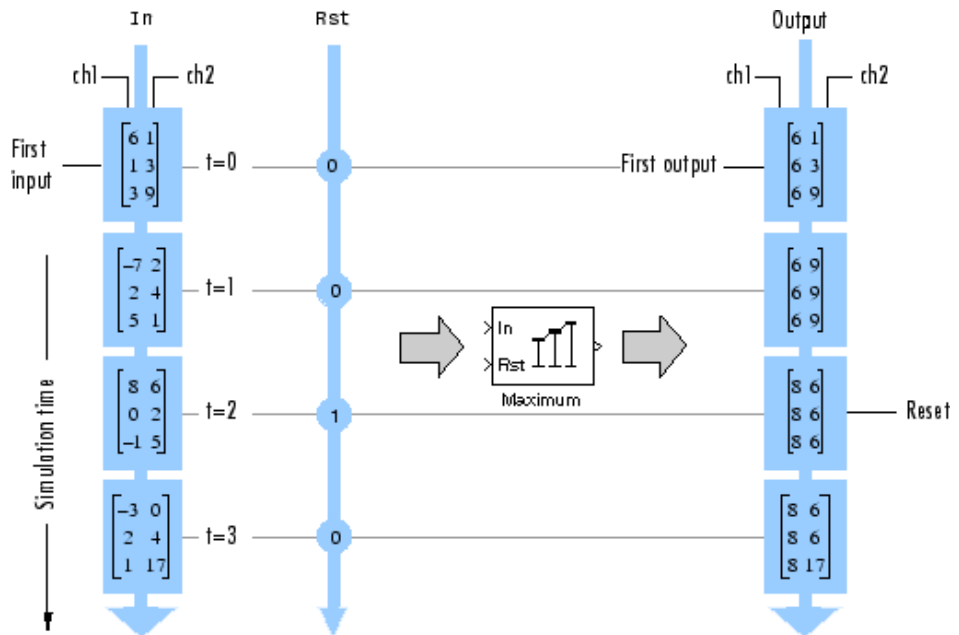 In Rst Output
ch1 ch2 ch1 ch2
First input
6 1
1 3
3 9
t=0 0 First output
6 1
6 3
6 9
-7 2
2 4
5 1
t=1 0
6 9
6 9
6 9
In
Rst
Maximum
Simulation time
8 6
0 2
-1 5
t=2 1
8 6
8 6
8 6
Reset
-3 0
2 4
1 17
t=3 0
8 6
8 6
8 17